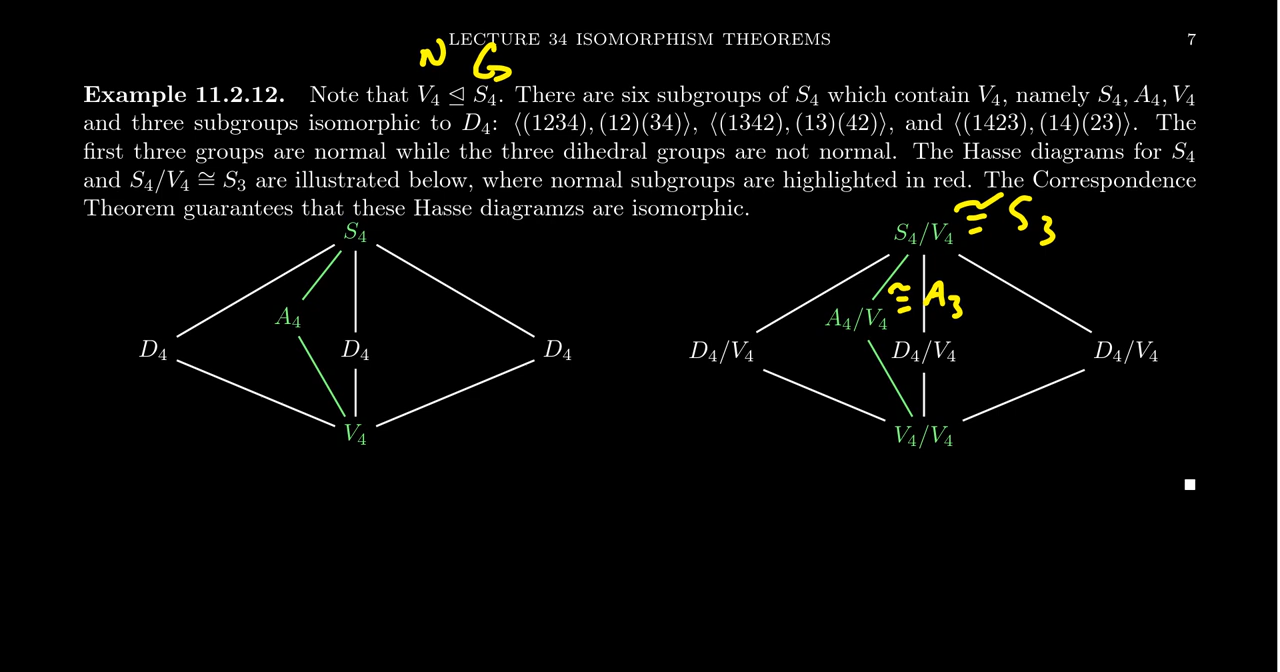 LECTURE 34 ISOMORPHISM THEOREMS 7
N G
Example 11.2.12. Note that V₄ ⊴ S₄. There are six subgroups of S₄ which contain V₄, namely S₄, A₄, V₄
and three subgroups isomorphic to D₄: ⟨(1234), (12)(34)⟩, ⟨(1342), (13)(42)⟩, and ⟨(1423), (14)(23)⟩. The
first three groups are normal while the three dihedral groups are not normal. The Hasse diagrams for S₄
and S₄/V₄ ≅ S₃ are illustrated below, where normal subgroups are highlighted in red. The Correspondence
Theorem guarantees that these Hasse diagramzs are isomorphic.
S₄
A₄
D₄ D₄ D₄
V₄
S₄/V₄ ≅ S₃
A₄/V₄ ≅ A₃
D₄/V₄ D₄/V₄ D₄/V₄
V₄/V₄